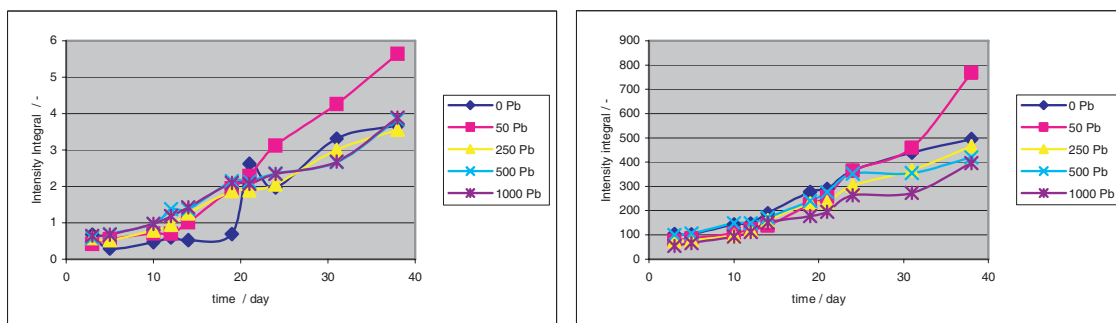 Intensity Integral / -
6
5
4
3
2
1
0
0 10 20 30 40
time / day
0 Pb
50 Pb
250 Pb
500 Pb
1000 Pb
Intensity integral / -
900
800
700
600
500
400
300
200
100
0
0 10 20 30 40
time / day
0 Pb
50 Pb
250 Pb
500 Pb
1000 Pb